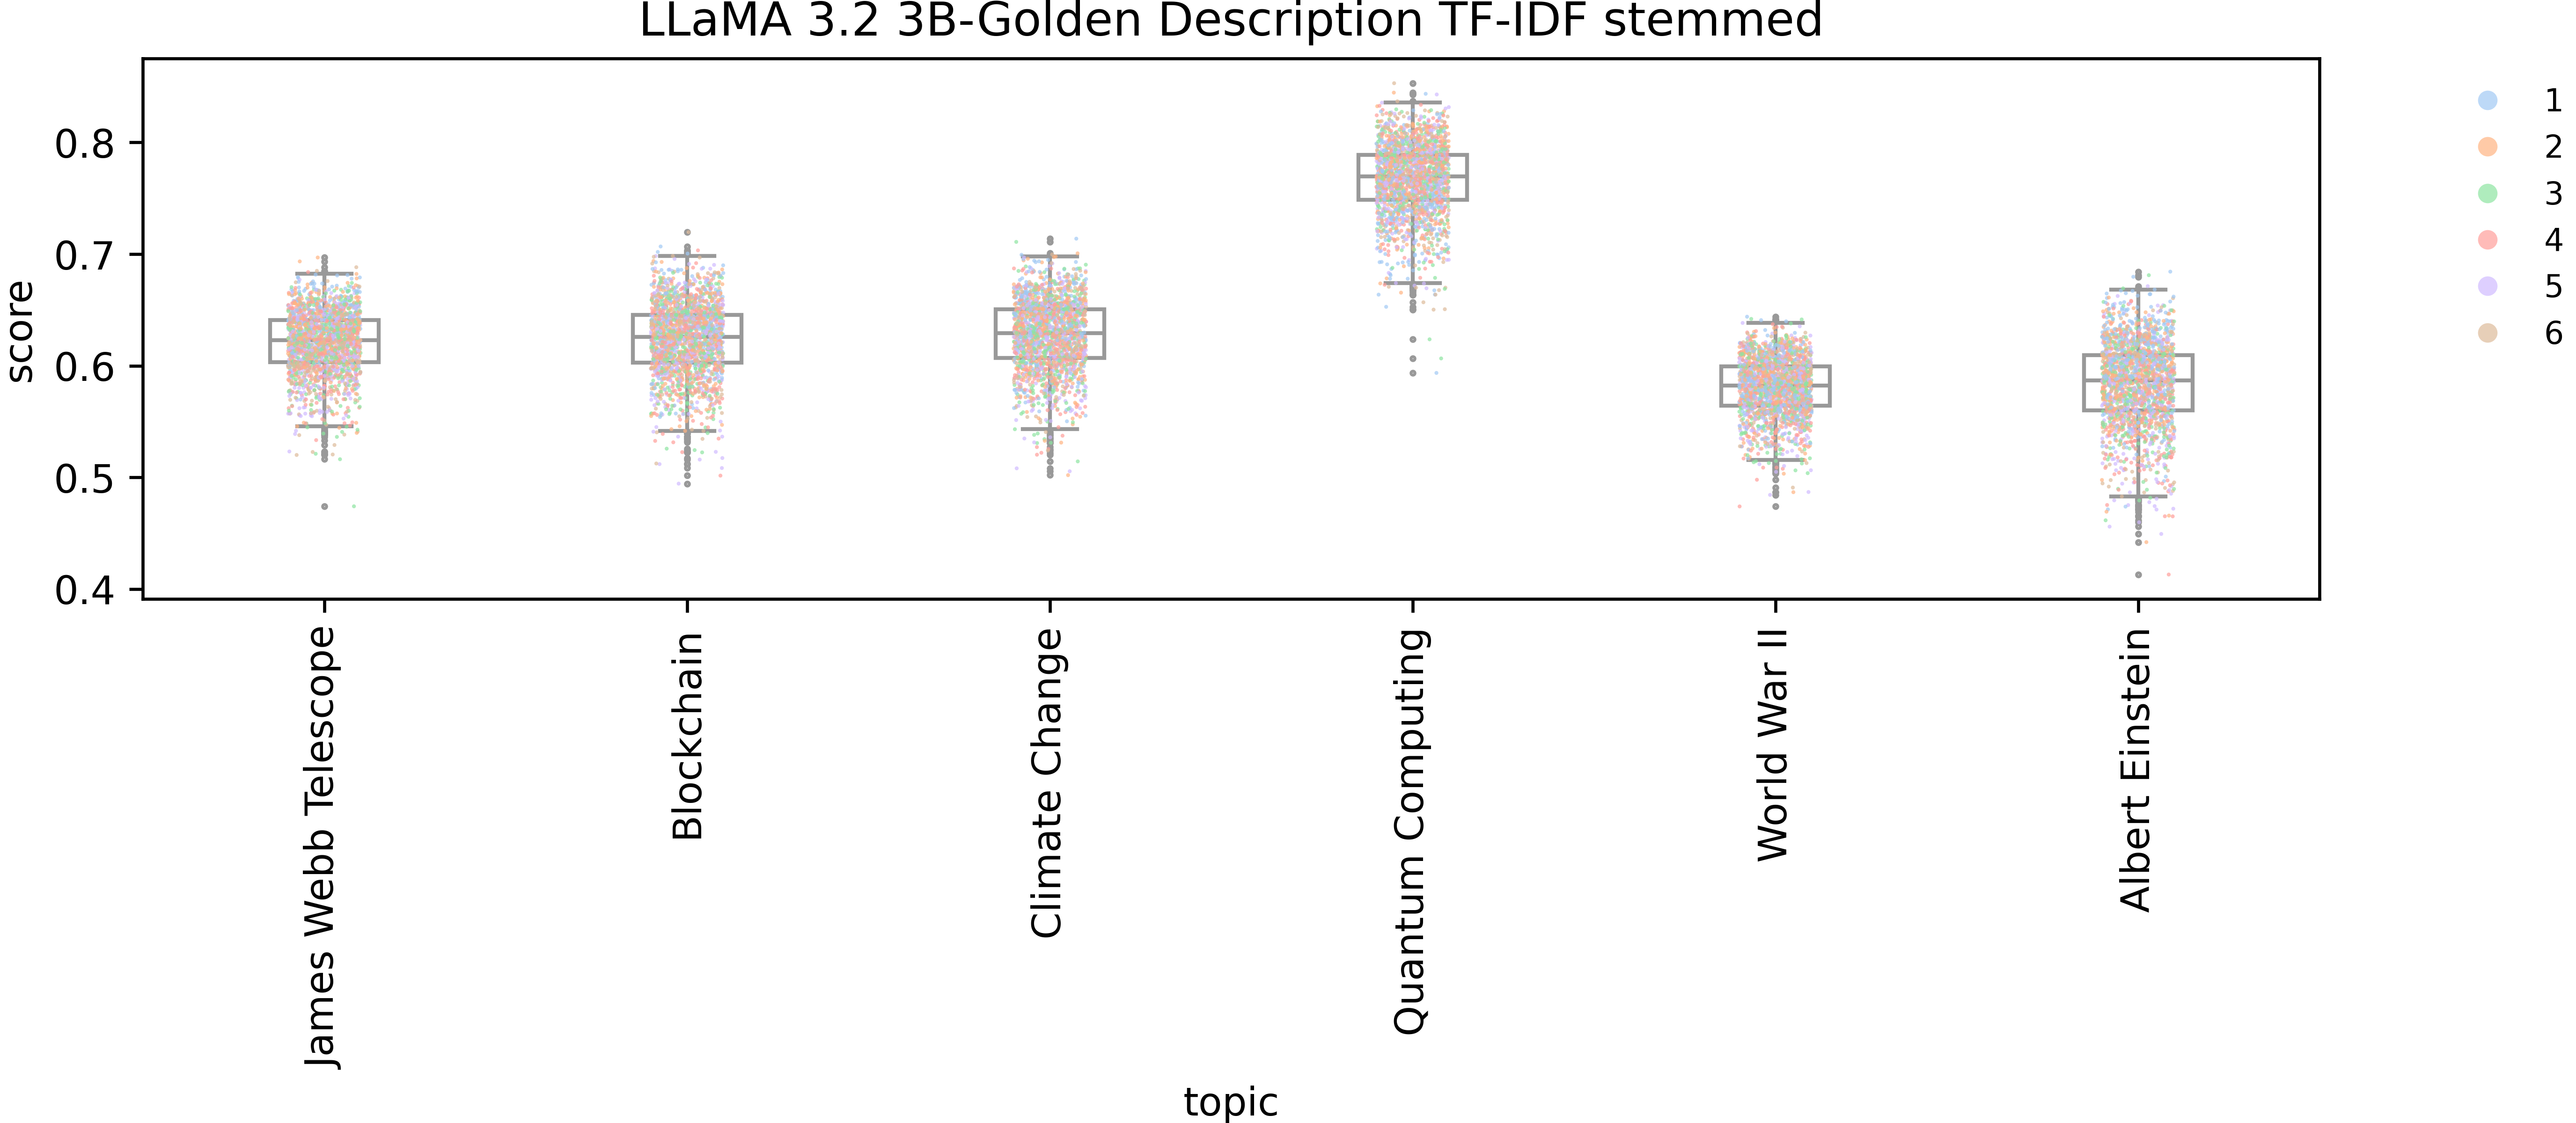 LLaMA 3.2 3B-Golden Description TF-IDF stemmed
score
0.8
0.7
0.6
0.5
0.4
James Webb Telescope
Blockchain
Climate Change
Quantum Computing
World War II
Albert Einstein
topic
1
2
3
4
5
6